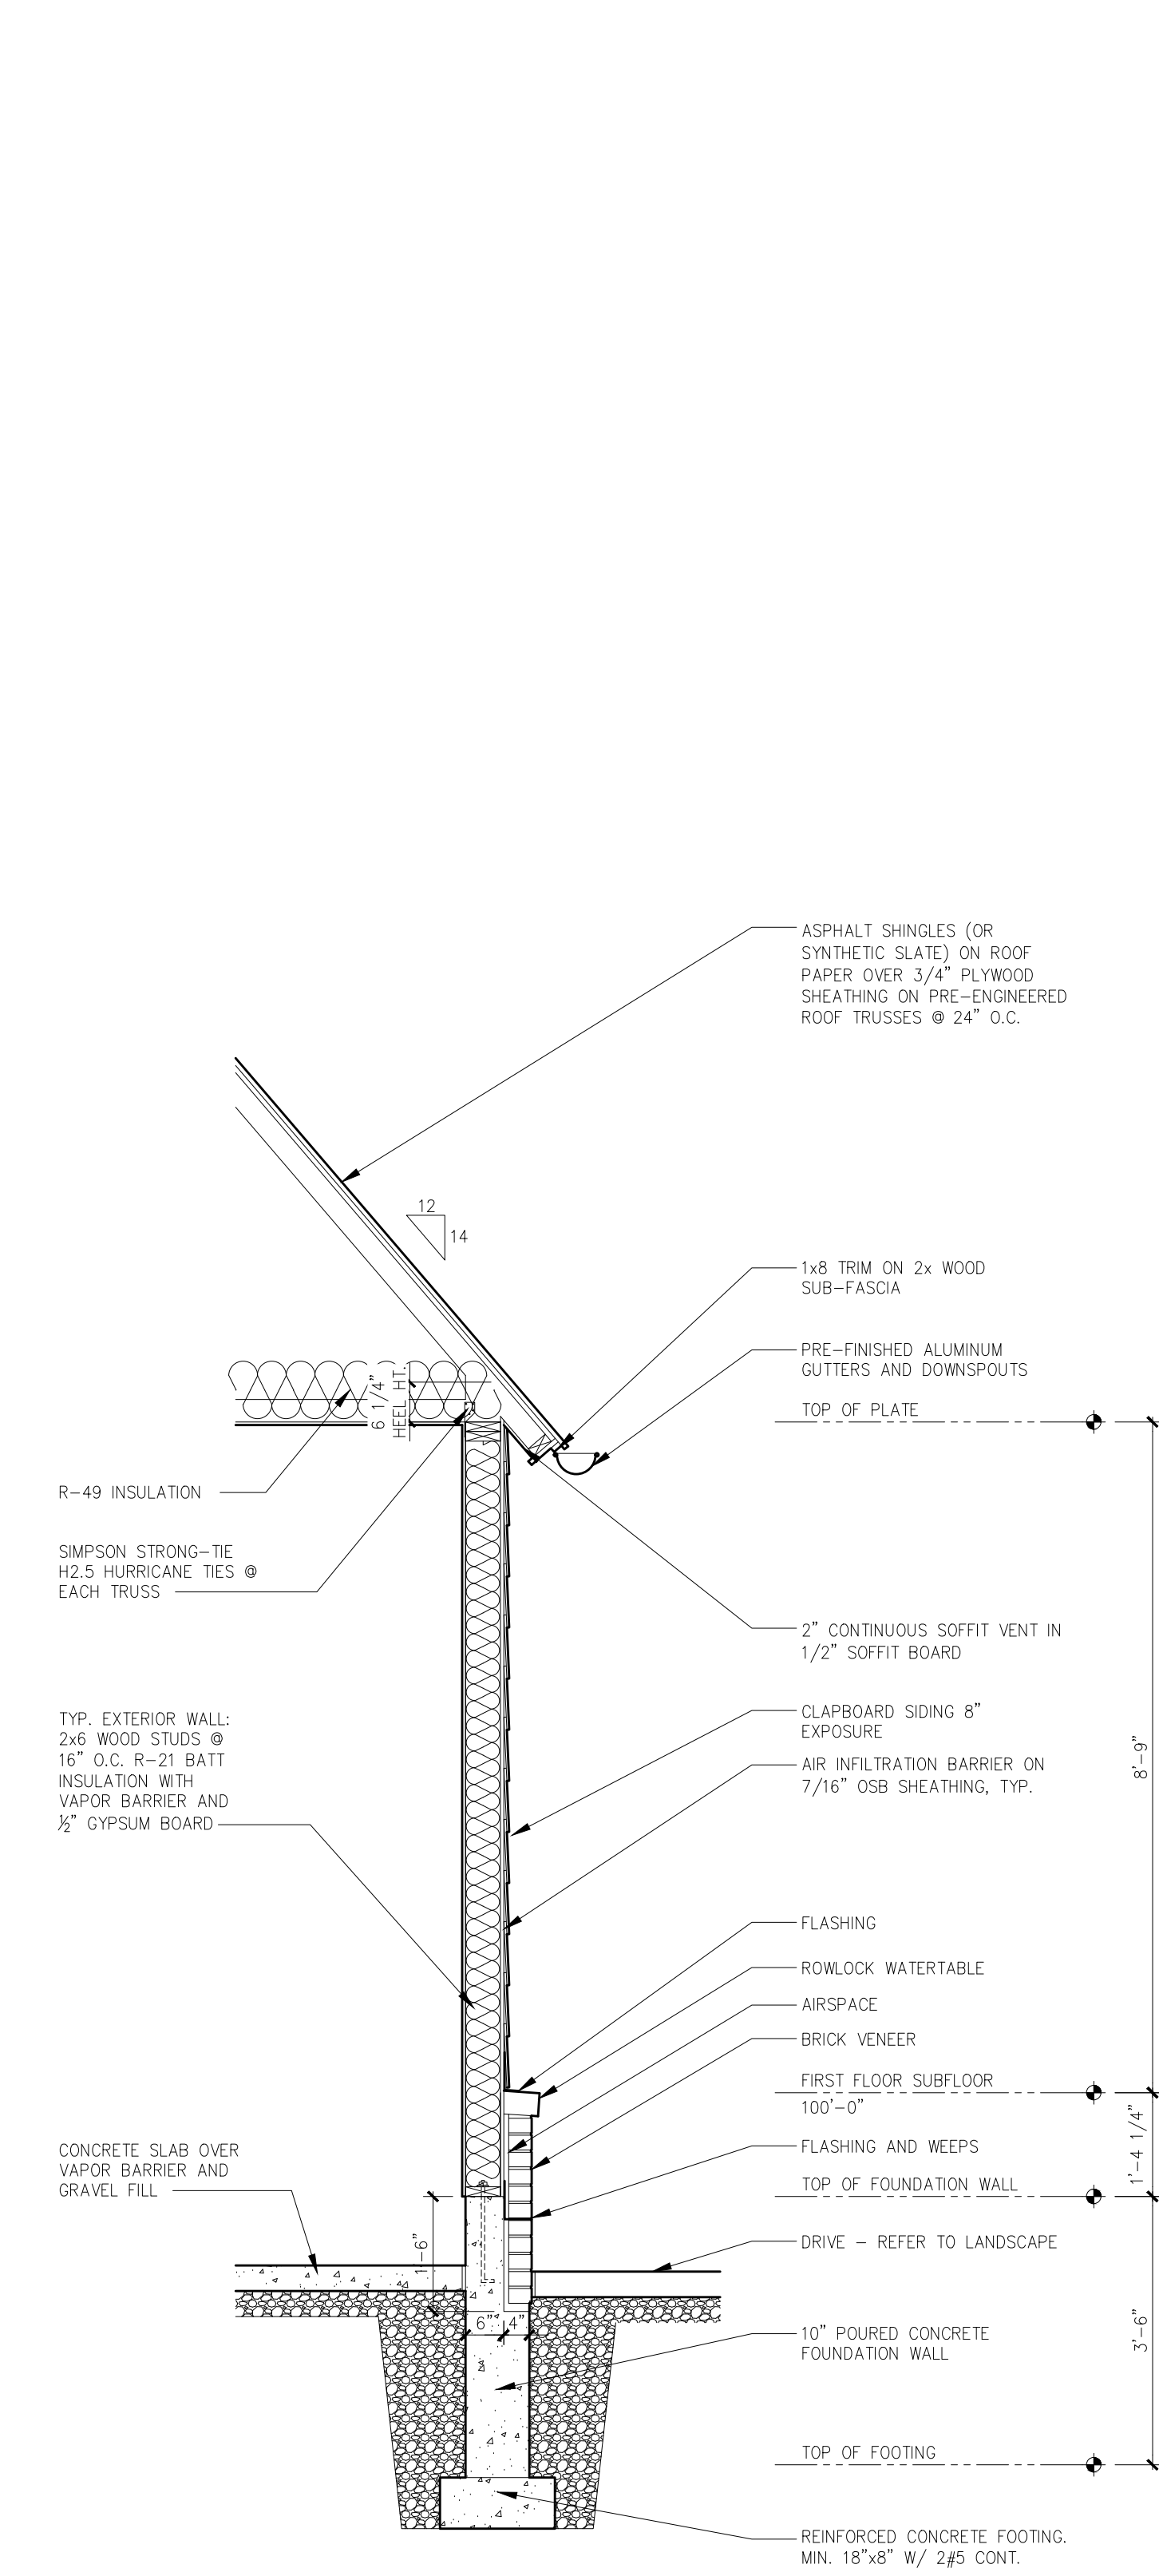 ASPHALT SHINGLES (OR
SYNTHETIC SLATE) ON ROOF
PAPER OVER 3/4" PLYWOOD
SHEATHING ON PRE-ENGINEERED
ROOF TRUSSES @ 24" O.C.
12
14
1x8 TRIM ON 2x WOOD
SUB-FASCIA
PRE-FINISHED ALUMINUM
GUTTERS AND DOWNSPOUTS
6 1/4"
HEEL HT.
TOP OF PLATE
R-49 INSULATION
SIMPSON STRONG-TIE
H2.5 HURRICANE TIES @
EACH TRUSS
2" CONTINUOUS SOFFIT VENT IN
1/2" SOFFIT BOARD
TYP. EXTERIOR WALL:
2x6 WOOD STUDS @
16" O.C. R-21 BATT
INSULATION WITH
VAPOR BARRIER AND
½" GYPSUM BOARD
CLAPBOARD SIDING 8"
EXPOSURE
AIR INFILTRATION BARRIER ON
7/16" OSB SHEATHING, TYP.
8'-9"
FLASHING
ROWLOCK WATERTABLE
AIRSPACE
BRICK VENEER
FIRST FLOOR SUBFLOOR
100'-0"
1'-4 1/4"
FLASHING AND WEEPS
CONCRETE SLAB OVER
VAPOR BARRIER AND
GRAVEL FILL
TOP OF FOUNDATION WALL
1'-6"
DRIVE - REFER TO LANDSCAPE
6"
4"
10" POURED CONCRETE
FOUNDATION WALL
3'-6"
TOP OF FOOTING
REINFORCED CONCRETE FOOTING.
MIN. 18"x8" W/ 2#5 CONT.